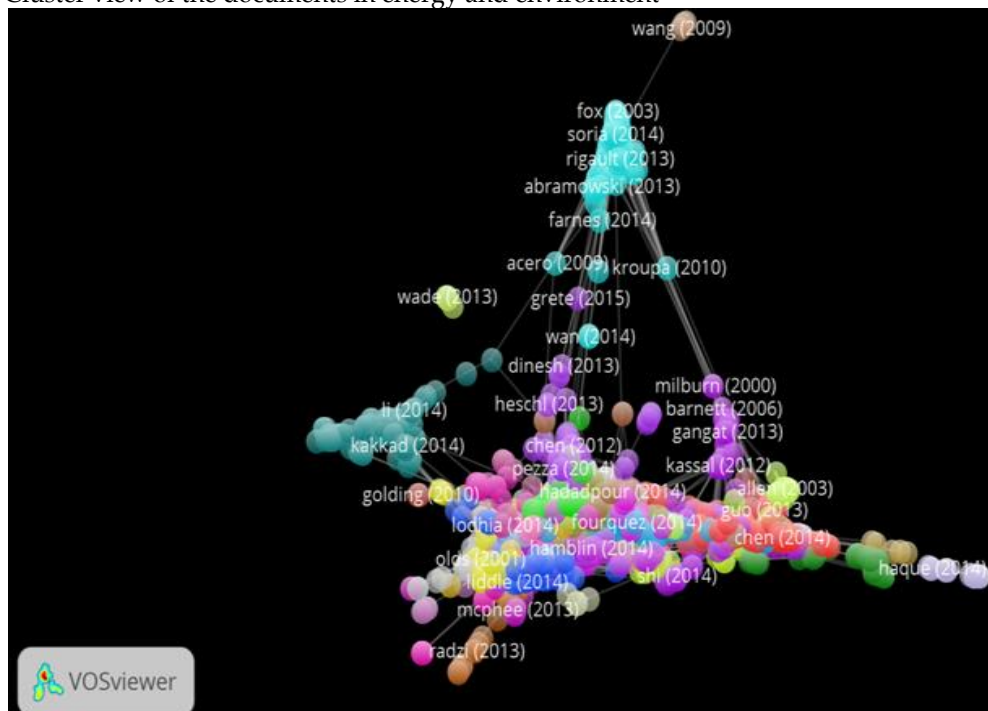 Cluster view of the documents in energy and environment
wang (2009)
fox (2003)
soria (2014)
rigault (2013)
abramowski (2013)
farnes (2014)
acero (2009)
kroupa (2010)
wade (2013)
grete (2015)
wan (2014)
dinesh (2013)
milburn (2000)
heschl (2013)
barnett (2006)
li (2014)
gangat (2013)
kakkad (2014)
chen (2012)
kassal (2012)
pezza (2014)
golding (2010)
hadadpour (2014)
allen (2003)
guo (2013)
lodhia (2014)
fourquez (2014)
chen (2014)
hamblin (2014)
olds (2001)
haque (2014)
liddle (2014)
shi (2014)
mcphee (2013)
radzi (2013)
VOSviewer